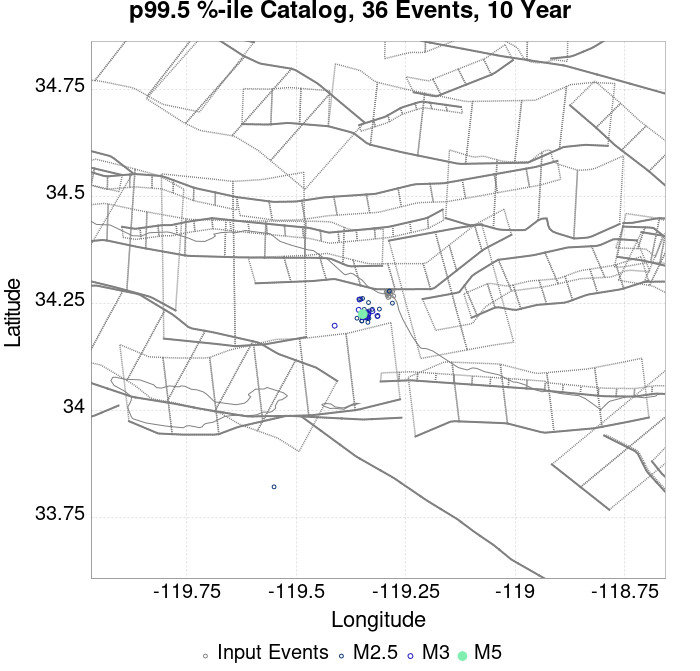 p99.5 %-ile Catalog, 36 Events, 10 Year
34.75
34.5
34.25
34
33.75
Latitude
-119.75
-119.5
-119.25
-119
-118.75
Longitude
Input Events
M2.5
M3
M5